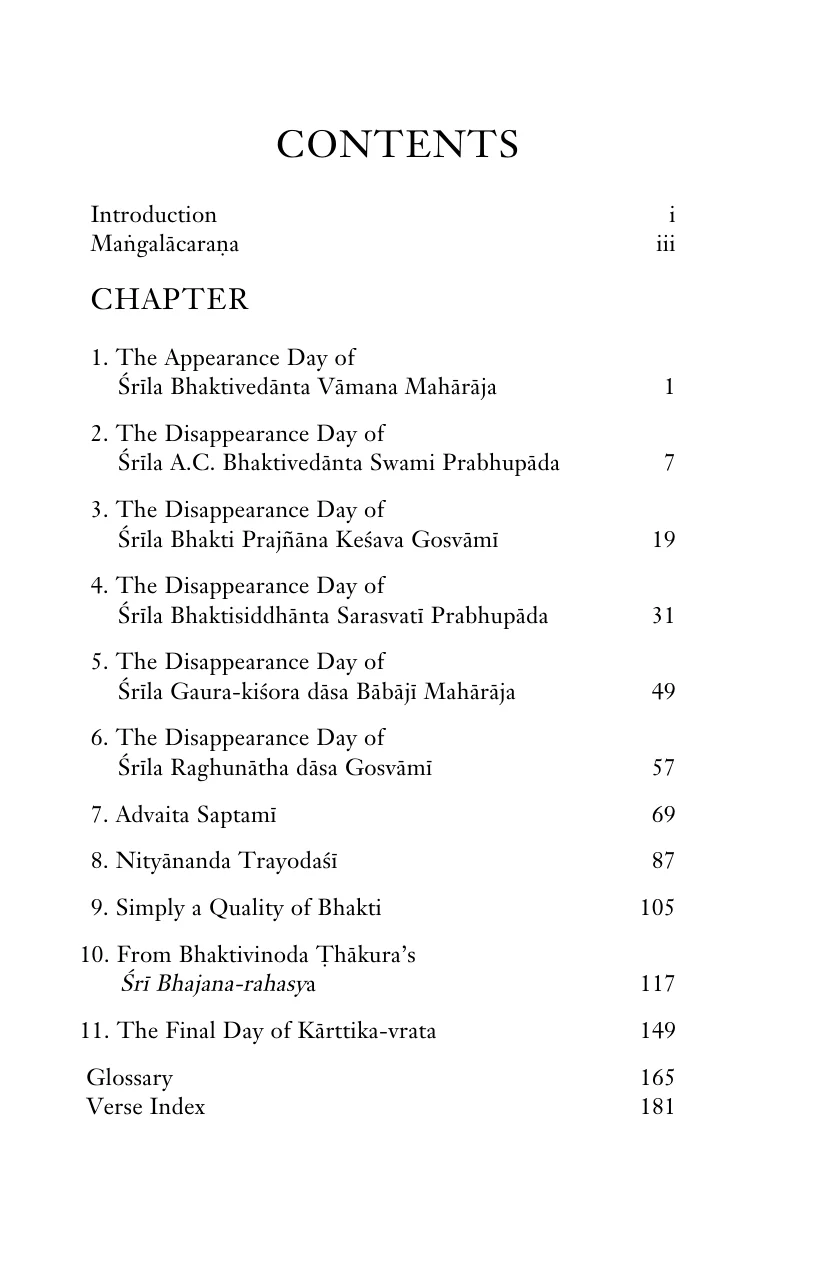 CONTENTS
Introduction i
Maṅgalācaraṇa iii
CHAPTER
1. The Appearance Day of
Śrīla Bhaktivedānta Vāmana Mahārāja 1
2. The Disappearance Day of
Śrīla A.C. Bhaktivedānta Swami Prabhupāda 7
3. The Disappearance Day of
Śrīla Bhakti Prajñāna Keśava Gosvāmī 19
4. The Disappearance Day of
Śrīla Bhaktisiddhānta Sarasvatī Prabhupāda 31
5. The Disappearance Day of
Śrīla Gaura-kiśora dāsa Bābājī Mahārāja 49
6. The Disappearance Day of
Śrīla Raghunātha dāsa Gosvāmī 57
7. Advaita Saptamī 69
8. Nityānanda Trayodaśī 87
9. Simply a Quality of Bhakti 105
10. From Bhaktivinoda Ṭhākura’s
Śrī Bhajana-rahasya 117
11. The Final Day of Kārttika-vrata 149
Glossary 165
Verse Index 181